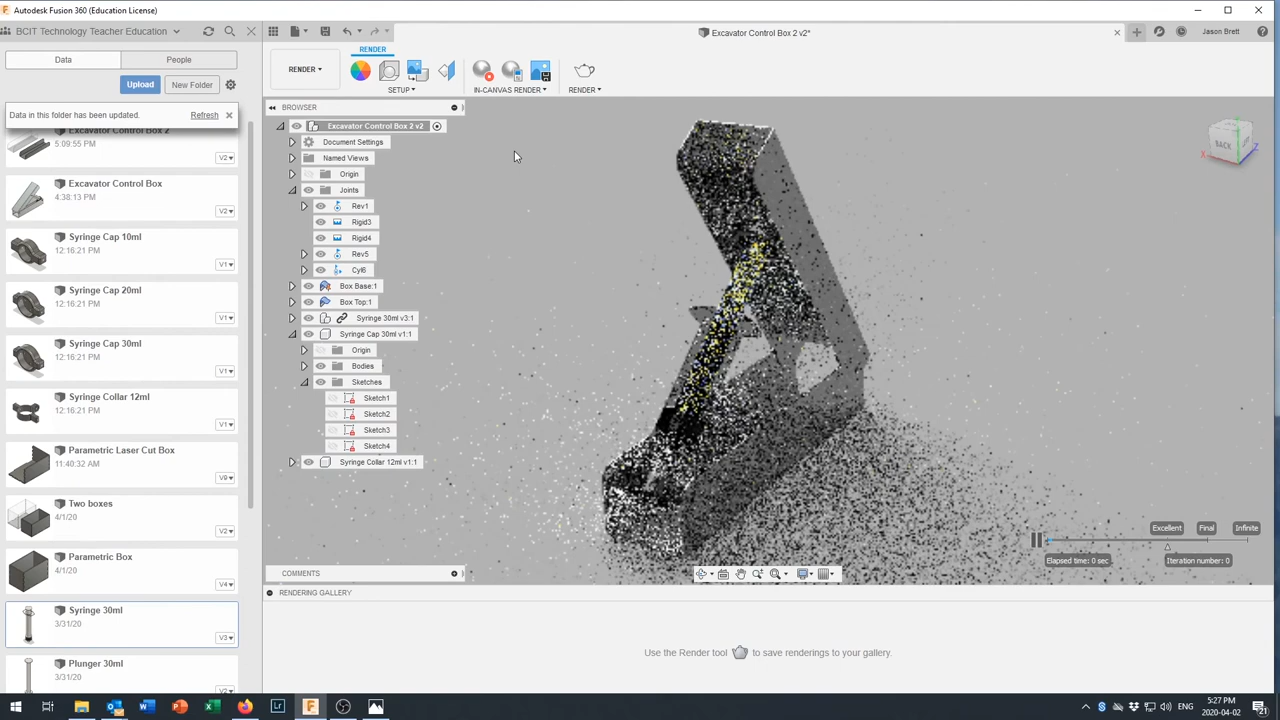 Autodesk Fusion 360 (Education License)
BCIT Technology Teacher Education
Excavator Control Box 2 v2*
Jason Brett
Data
People
Upload
New Folder
Data in this folder has been updated.
Refresh
Excavator Control Box 2
5:09:55 PM
V2
Excavator Control Box
4:38:13 PM
V2
Syringe Cap 10ml
12:16:21 PM
V1
Syringe Cap 20ml
12:16:21 PM
V1
Syringe Cap 30ml
12:16:21 PM
V1
Syringe Collar 12ml
12:16:21 PM
V1
Parametric Laser Cut Box
11:40:32 AM
V9
Two boxes
4/1/20
V2
Parametric Box
4/1/20
V4
Syringe 30ml
3/31/20
V3
Plunger 30ml
3/31/20
V2
RENDER
RENDER
SETUP
IN-CANVAS RENDER
RENDER
BROWSER
Excavator Control Box 2 v2
Document Settings
Named Views
Origin
Joints
Rev1
Rigid3
Rigid4
Rev5
Cyl6
Box Base:1
Box Top:1
Syringe 30ml v3:1
Syringe Cap 30ml v1:1
Origin
Bodies
Sketches
Sketch1
Sketch2
Sketch3
Sketch4
Syringe Collar 12ml v1:1
BACK
X
Z
Excellent
Final
Infinite
Elapsed time: 0 sec
Iteration number: 0
COMMENTS
RENDERING GALLERY
Use the Render tool to save renderings to your gallery.
ENG
5:27 PM
2020-04-02
21